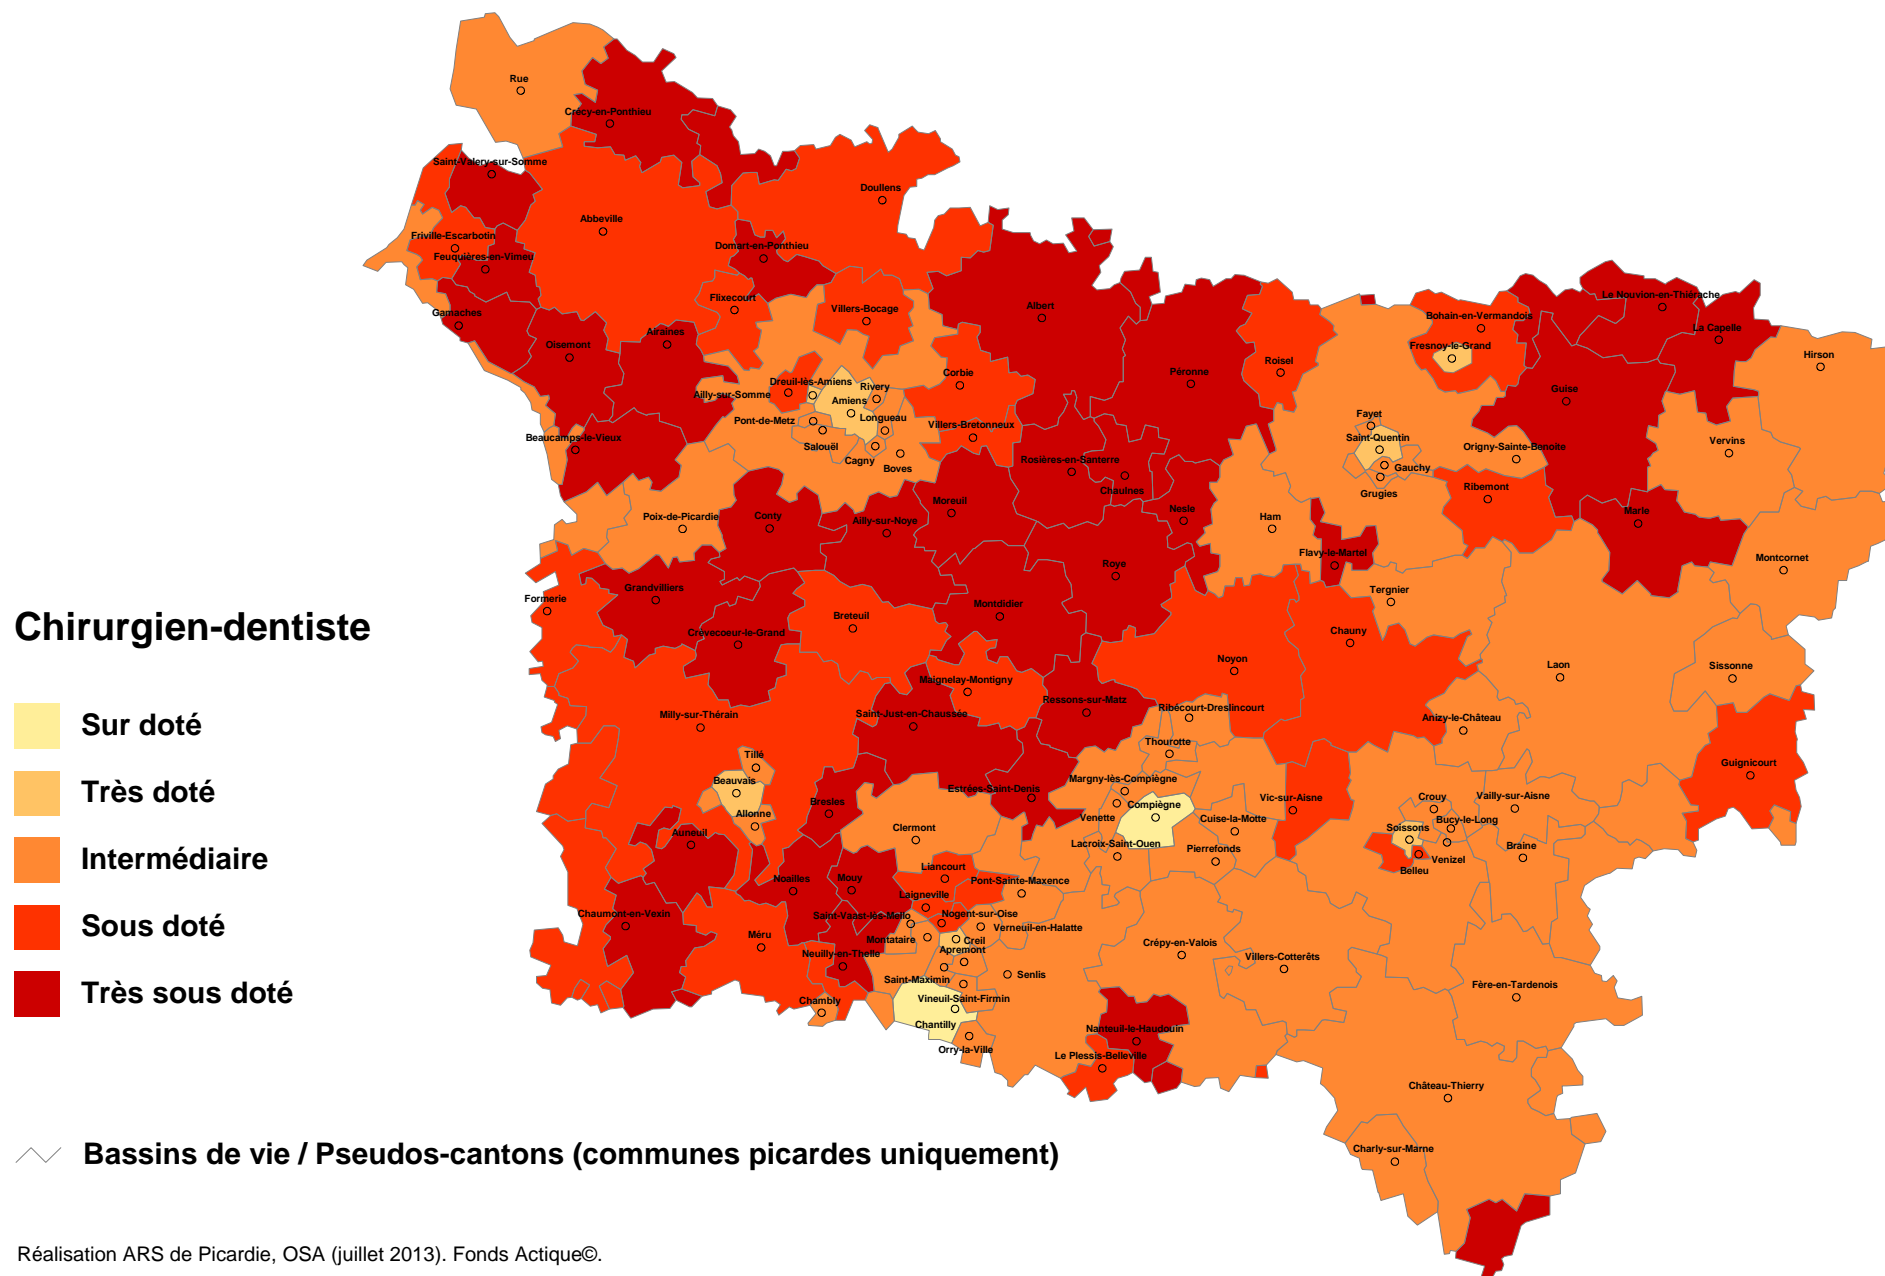 Rue
Crécy-en-Ponthieu
Saint-Valery-sur-Somme
Doullens
Abbeville
Friville-Escarbotin
Domart-en-Ponthieu
Feuquières-en-Vimeu
Flixecourt
Villers-Bocage
Albert
Gamaches
Airaines
Oisemont
Le Nouvion-en-Thiérache
Bohain-en-Vermandois
La Capelle
Fresnoy-le-Grand
Hirson
Roisel
Péronne
Corbie
Guise
Dreuil-lès-Amiens
Rivery
Ailly-sur-Somme
Amiens
Pont-de-Metz
Longueau
Villers-Bretonneux
Fayet
Saint-Quentin
Beaucamps-le-Vieux
Salouël
Cagny
Boves
Rosières-en-Santerre
Origny-Sainte-Benoite
Vervins
Gauchy
Chaulnes
Grugies
Ribemont
Moreuil
Nesle
Marle
Poix-de-Picardie
Conty
Ailly-sur-Noye
Ham
Flavy-le-Martel
Montcornet
Roye
Grandvilliers
Tergnier
Formerie
Montdidier
Chirurgien-dentiste
Breteuil
Crèvecoeur-le-Grand
Chauny
Noyon
Laon
Sissonne
Maignelay-Montigny
Ressons-sur-Matz
Ribécourt-Dreslincourt
Milly-sur-Thérain
Saint-Just-en-Chaussée
Anizy-le-Château
Sur doté
Thourotte
Tillé
Guignicourt
Beauvais
Margny-lès-Compiègne
Très doté
Estrées-Saint-Denis
Vic-sur-Aisne
Vailly-sur-Aisne
Bresles
Compiègne
Crouy
Allonne
Venette
Cuise-la-Motte
Bucy-le-Long
Clermont
Soissons
Auneuil
Lacroix-Saint-Ouen
Pierrefonds
Braine
Venizel
Intermédiaire
Liancourt
Belleu
Noailles
Mouy
Pont-Sainte-Maxence
Laigneville
Chaumont-en-Vexin
Saint-Vaast-lès-Mello
Nogent-sur-Oise
Sous doté
Verneuil-en-Halatte
Méru
Montataire
Creil
Crépy-en-Valois
Neuilly-en-Thelle
Apremont
Villers-Cotterêts
Saint-Maximin
Senlis
Fère-en-Tardenois
Très sous doté
Chambly
Vineuil-Saint-Firmin
Chantilly
Nanteuil-le-Haudouin
Orry-la-Ville
Le Plessis-Belleville
Château-Thierry
Charly-sur-Marne
Bassins de vie / Pseudos-cantons (communes picardes uniquement)
Réalisation ARS de Picardie, OSA (juillet 2013). Fonds Actique©.